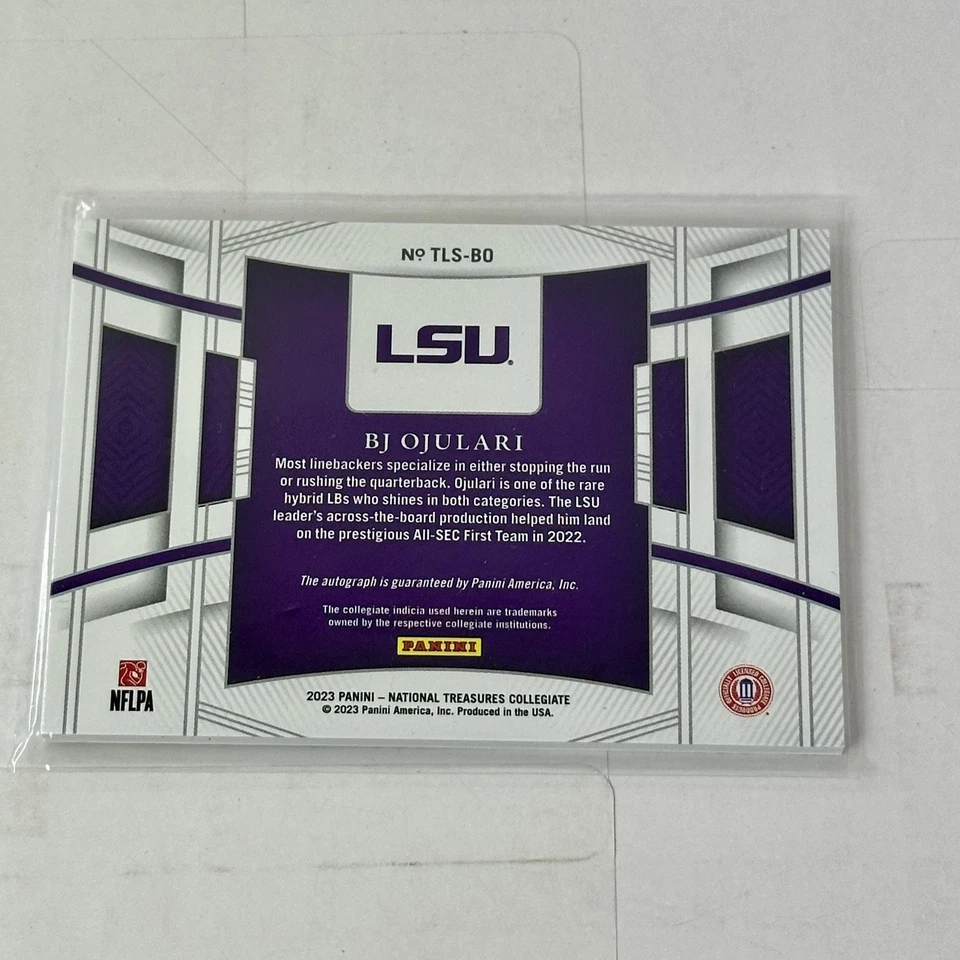 Nº TLS-BO
LSU
BJ OJULARI
Most linebackers specialize in either stopping the run
or rushing the quarterback. Ojulari is one of the rare
hybrid LBs who shines in both categories. The LSU
leader's across-the-board production helped him land
on the prestigious All-SEC First Team in 2022.
The autograph is guaranteed by Panini America, Inc.
The collegiate indicia used herein are trademarks
owned by the respective collegiate institutions.
PANINI
NFLPA
OFFICIALLY LICENSED COLLEGIATE PRODUCTS
2023 PANINI – NATIONAL TREASURES COLLEGIATE
© 2023 Panini America, Inc. Produced in the USA.